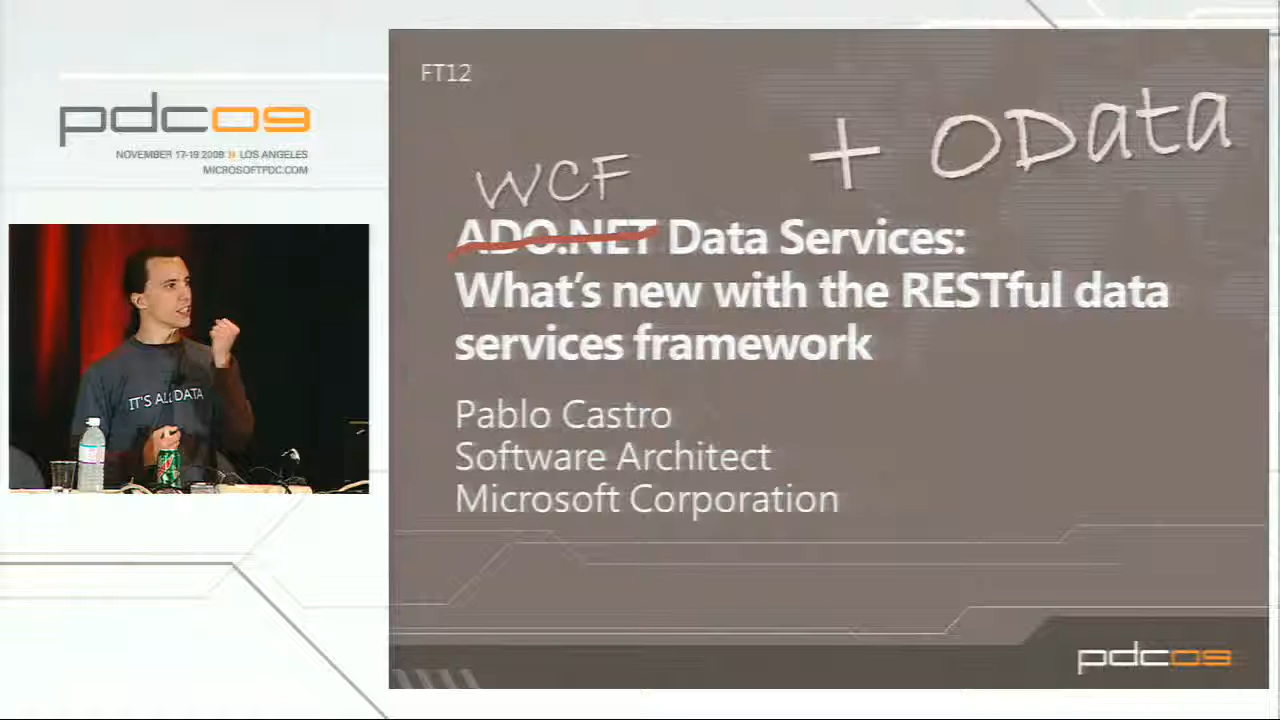 pdc09
NOVEMBER 17-19 2009 » LOS ANGELES
MICROSOFTPDC.COM
IT'S ALL DATA
FT12
+ OData
WCF
ADO.NET Data Services:
What's new with the RESTful data
services framework
Pablo Castro
Software Architect
Microsoft Corporation
pdc09